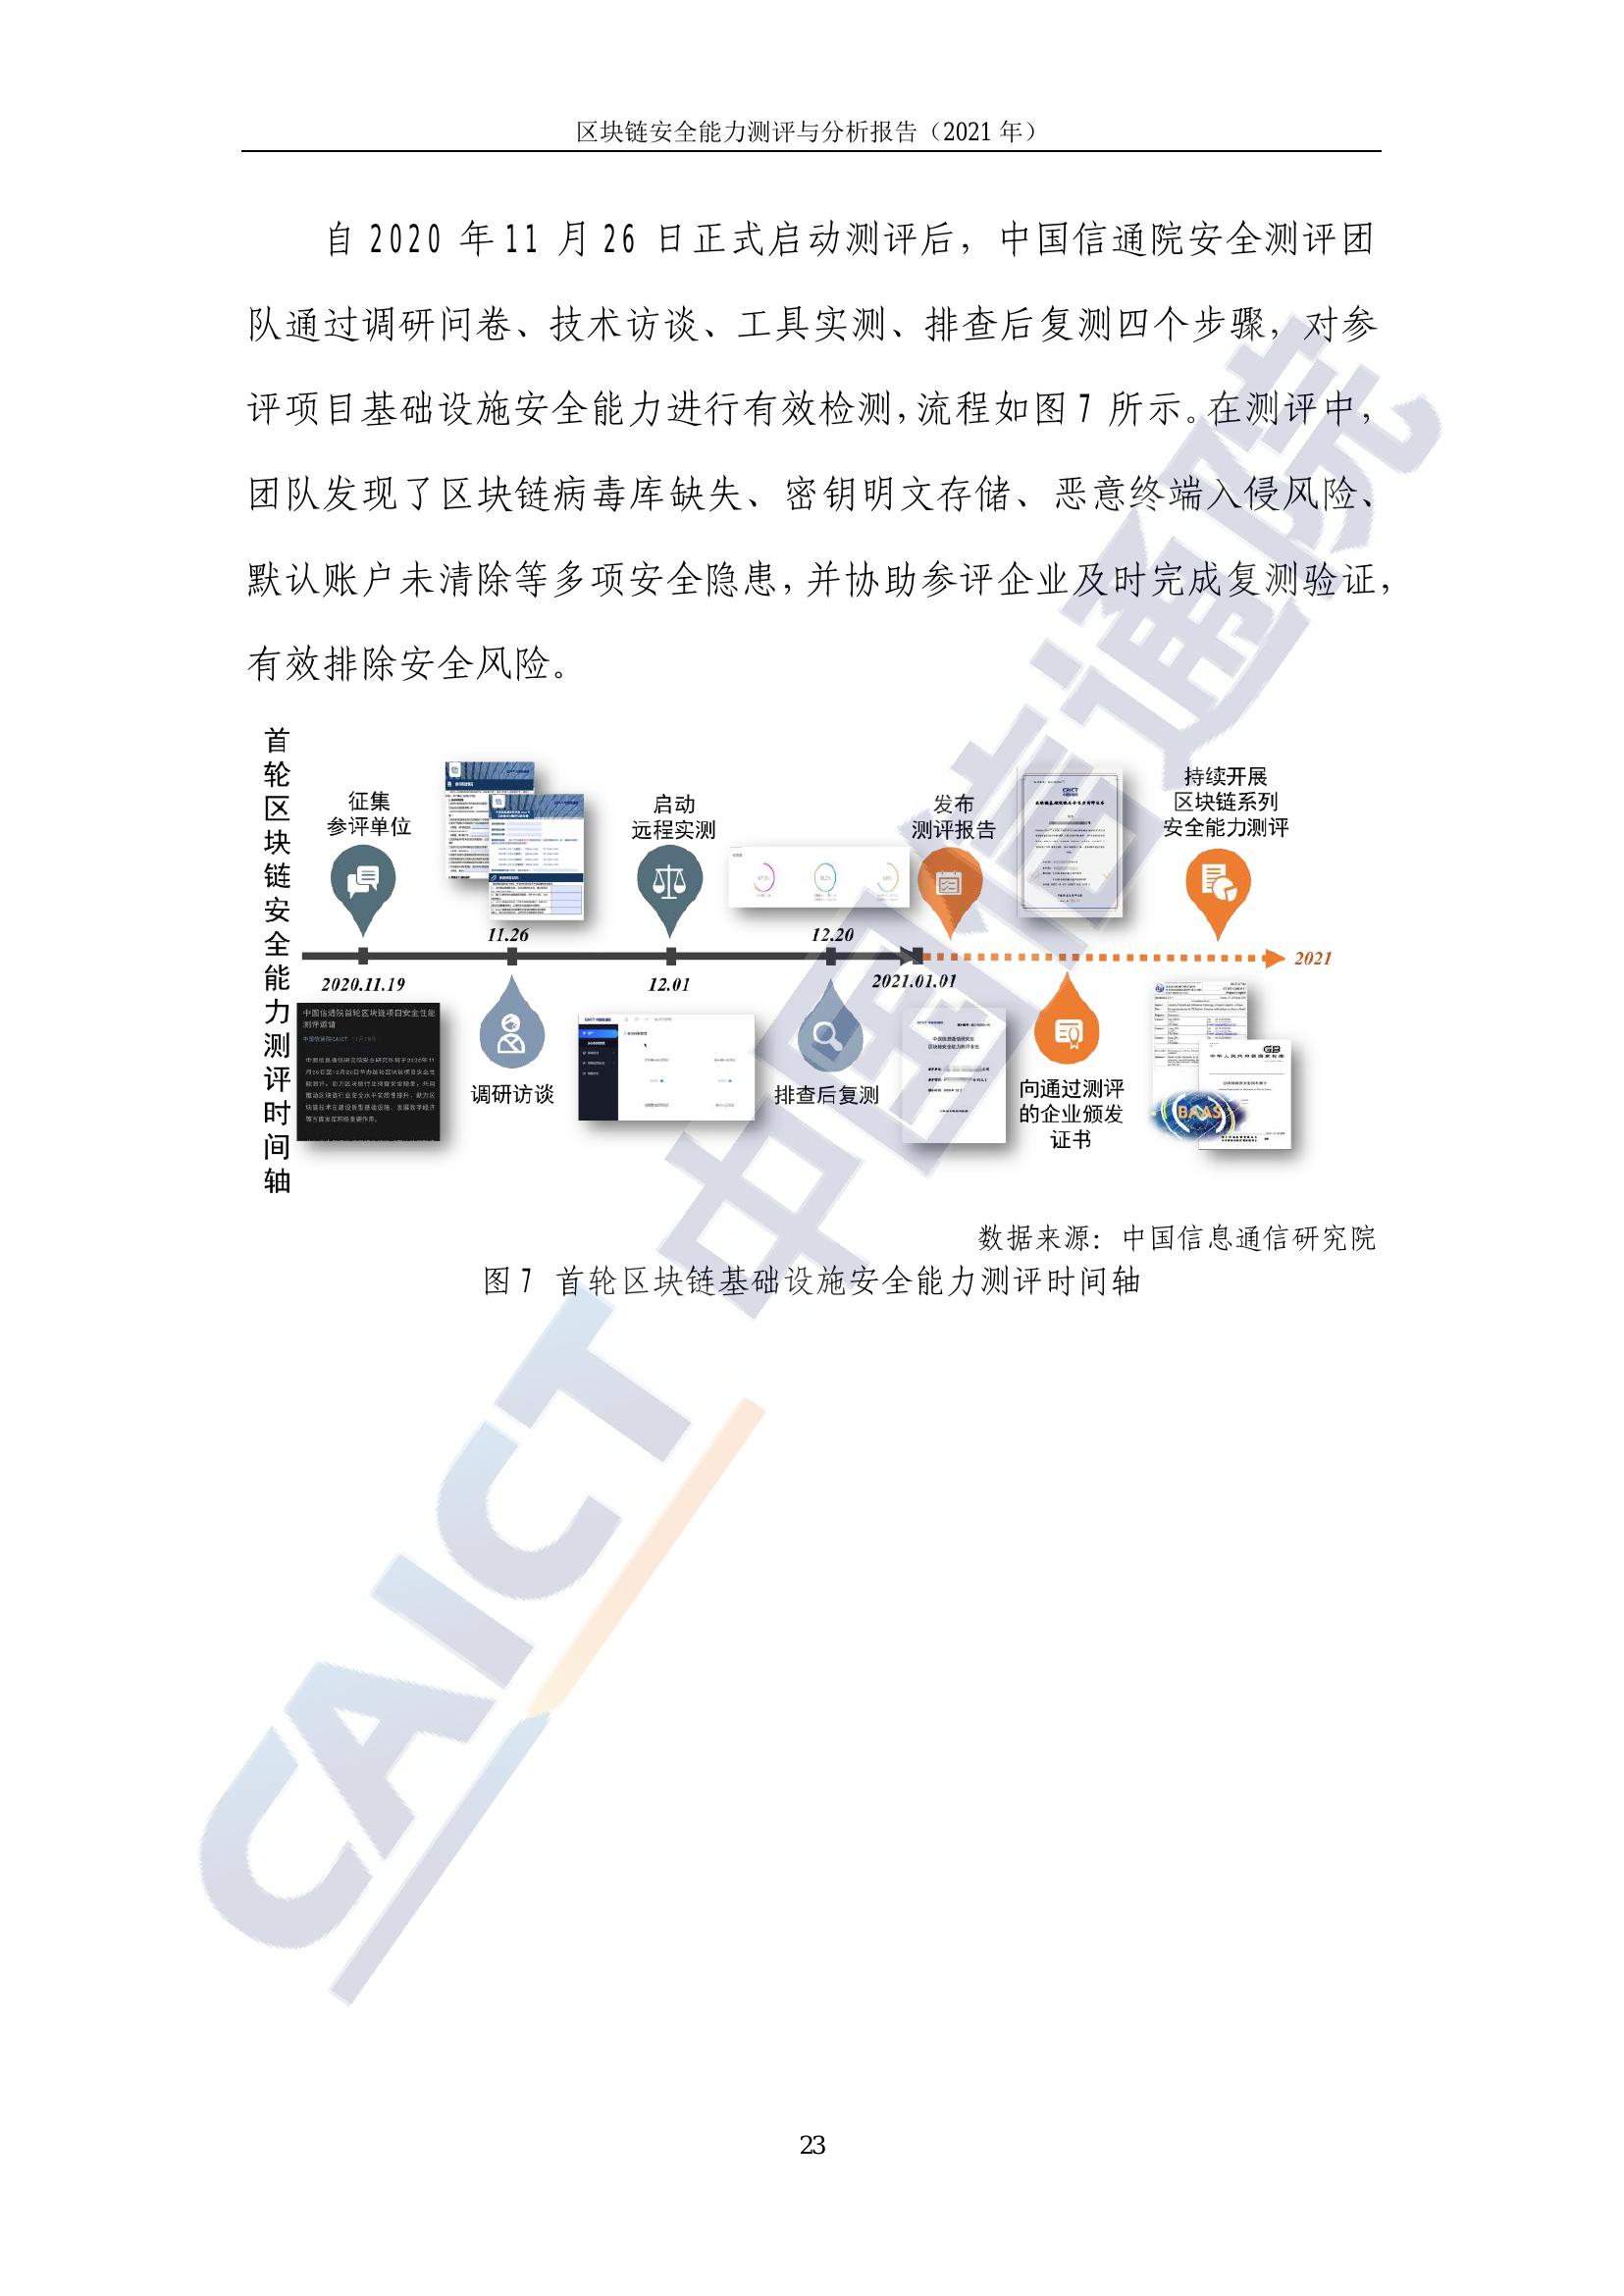 区块链安全能力测评与分析报告（2021 年）
自 2020 年 11 月 26 日正式启动测评后，中国信通院安全测评团
队通过调研问卷、技术访谈、工具实测、排查后复测四个步骤，对参
评项目基础设施安全能力进行有效检测，流程如图 7 所示。在测评中，
团队发现了区块链病毒库缺失、密钥明文存储、恶意终端入侵风险、
默认账户未清除等多项安全隐患，并协助参评企业及时完成复测验证，
有效排除安全风险。
首轮区块链安全能力测评时间轴
征集
参评单位
启动
远程实测
发布
测评报告
持续开展
区块链系列
安全能力测评
11.26
12.20
2021
2020.11.19
12.01
2021.01.01
中国信通院首轮区块链项目安全性能
测评邀请
调研访谈
排查后复测
向通过测评
的企业颁发
证书
BAAS
中华人民共和国国家标准
数据来源：中国信息通信研究院
图 7 首轮区块链基础设施安全能力测评时间轴
CAICT 中国信通院
23